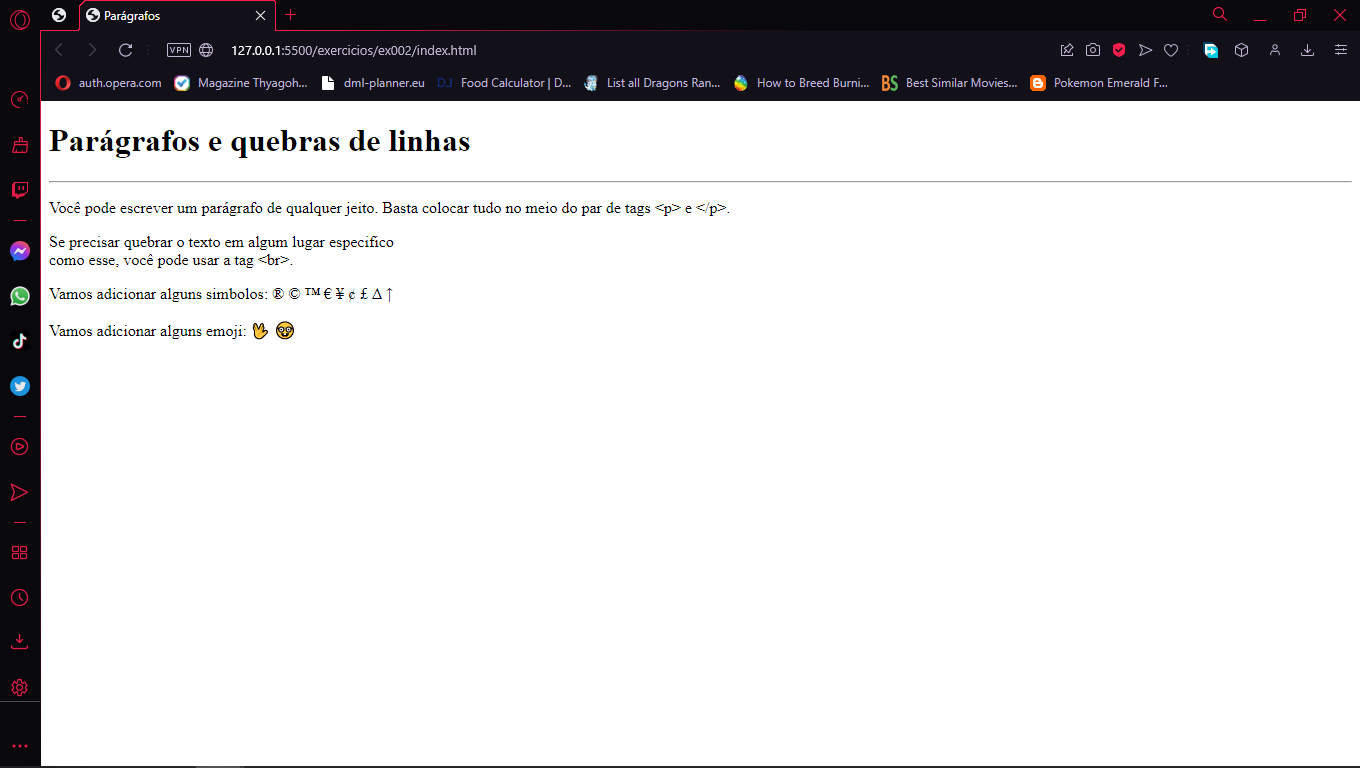 Parágrafos
VPN
127.0.0.1:5500/exercicios/ex002/index.html
auth.opera.com
Magazine Thyagoh...
dml-planner.eu
D.I Food Calculator | D...
List all Dragons Ran...
How to Breed Burni...
BS Best Similar Movies...
Pokemon Emerald F...
Parágrafos e quebras de linhas
Você pode escrever um parágrafo de qualquer jeito. Basta colocar tudo no meio do par de tags <p> e </p>.
Se precisar quebrar o texto em algum lugar especifico
como esse, você pode usar a tag <br>.
Vamos adicionar alguns simbolos: ® © ™ € ¥ ¢ £ Δ ↑
Vamos adicionar alguns emoji: 🖖 🤓